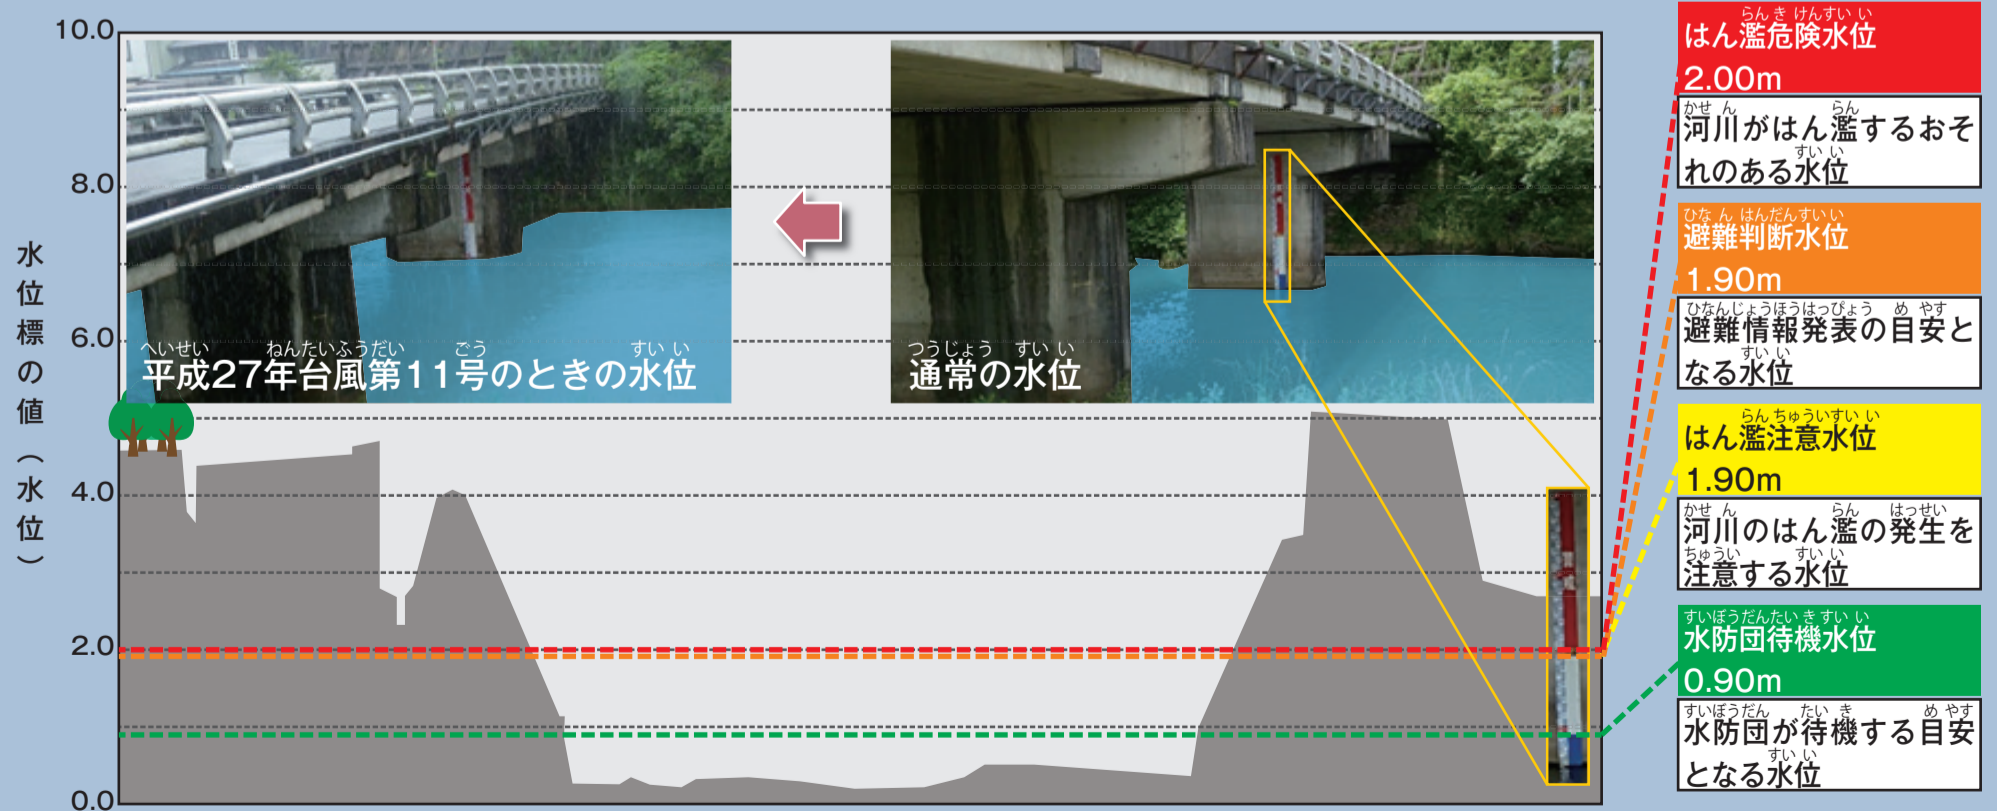 水位標の値（水位）
10.0
8.0
6.0
4.0
2.0
0.0
へいせい ねんたいふうだい ごう すい い
平成27年台風第11号のときの水位
つうじょう すい い
通常の水位
らん き けんすい い
はん濫危険水位
2.00m
かせ ん らん
河川がはん濫するおそ
すい い
れのある水位
ひな ん はんだんすい い
避難判断水位
1.90m
ひなんじょうほうはっぴょう め やす
避難情報発表の目安と
すい い
なる水位
らん ちゅういすい い
はん濫注意水位
1.90m
かせ ん らん はっせい
河川のはん濫の発生を
ちゅうい すい い
注意する水位
すいぼうだんたい き すい い
水防団待機水位
0.90m
すいぼうだん たい き め やす
水防団が待機する目安
すい い
となる水位